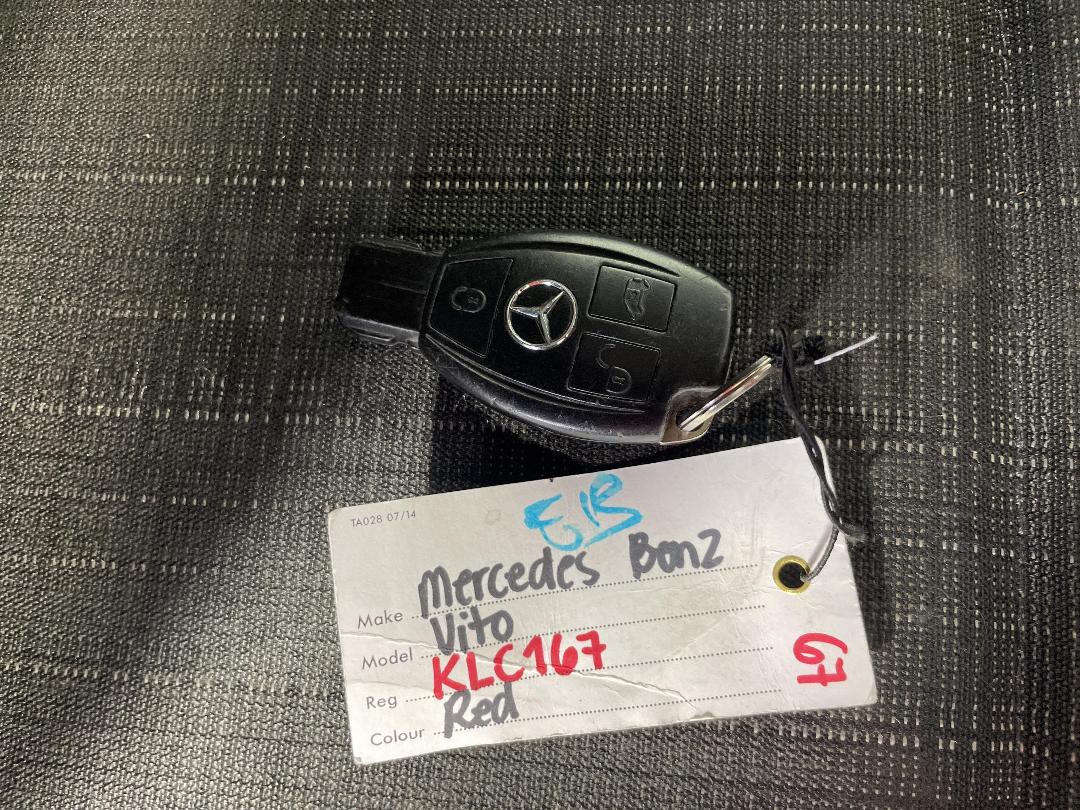 TA028 07/14
EB
Make Mercedes Benz
Model Vito
Reg KLC167
Colour Red
67